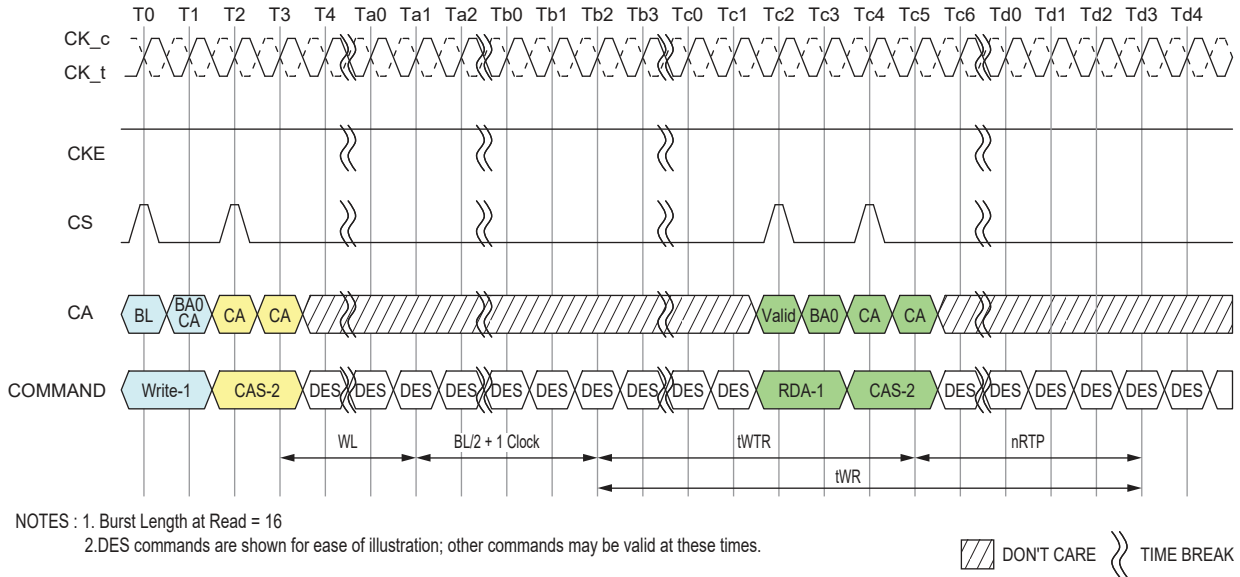 T0 T1 T2 T3 T4 Ta0 Ta1 Ta2 Tb0 Tb1 Tb2 Tb3 Tc0 Tc1 Tc2 Tc3 Tc4 Tc5 Tc6 Td0 Td1 Td2 Td3 Td4
CK_c
CK_t
CKE
CS
CA BL BA0 CA CA CA Valid BA0 CA CA
COMMAND Write-1 CAS-2 DES DES DES DES DES DES DES DES DES DES RDA-1 CAS-2 DES DES DES DES DES DES
WL BL/2 + 1 Clock tWTR nRTP
tWR
NOTES : 1. Burst Length at Read = 16
2.DES commands are shown for ease of illustration; other commands may be valid at these times.
DON'T CARE TIME BREAK